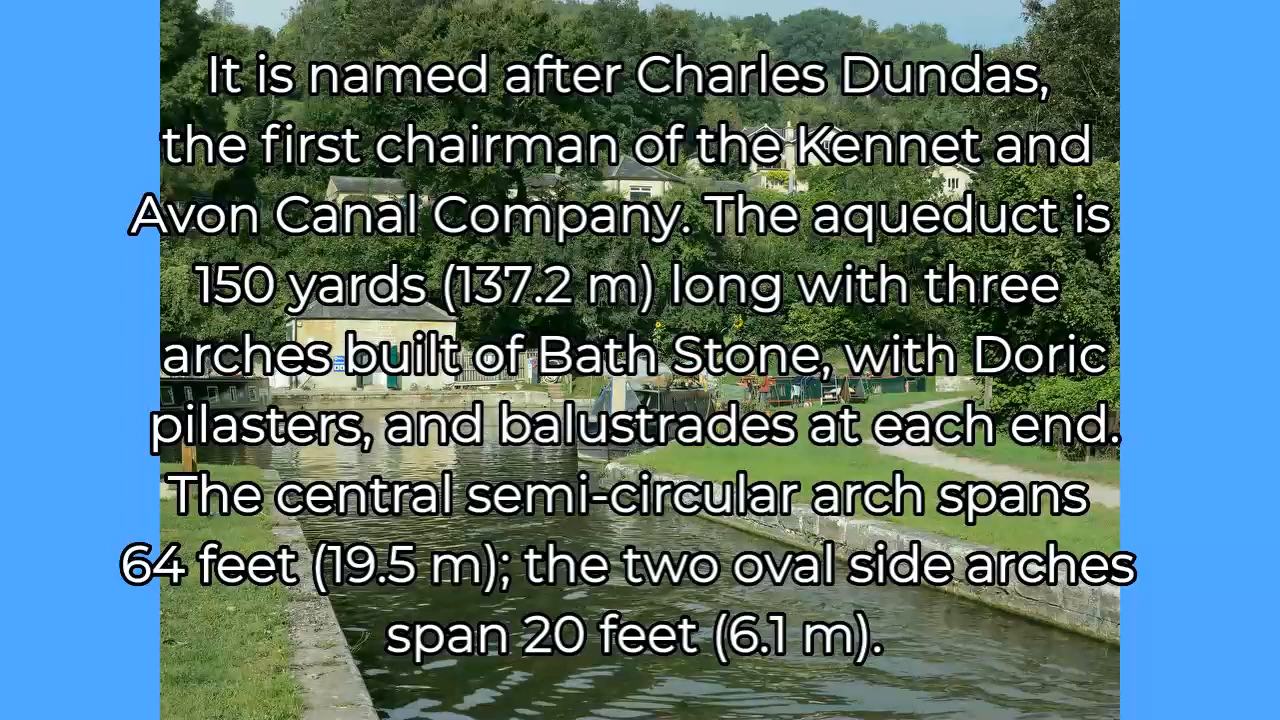 It is named after Charles Dundas,
the first chairman of the Kennet and
Avon Canal Company. The aqueduct is
150 yards (137.2 m) long with three
arches built of Bath Stone, with Doric
pilasters, and balustrades at each end.
The central semi-circular arch spans
64 feet (19.5 m); the two oval side arches
span 20 feet (6.1 m).